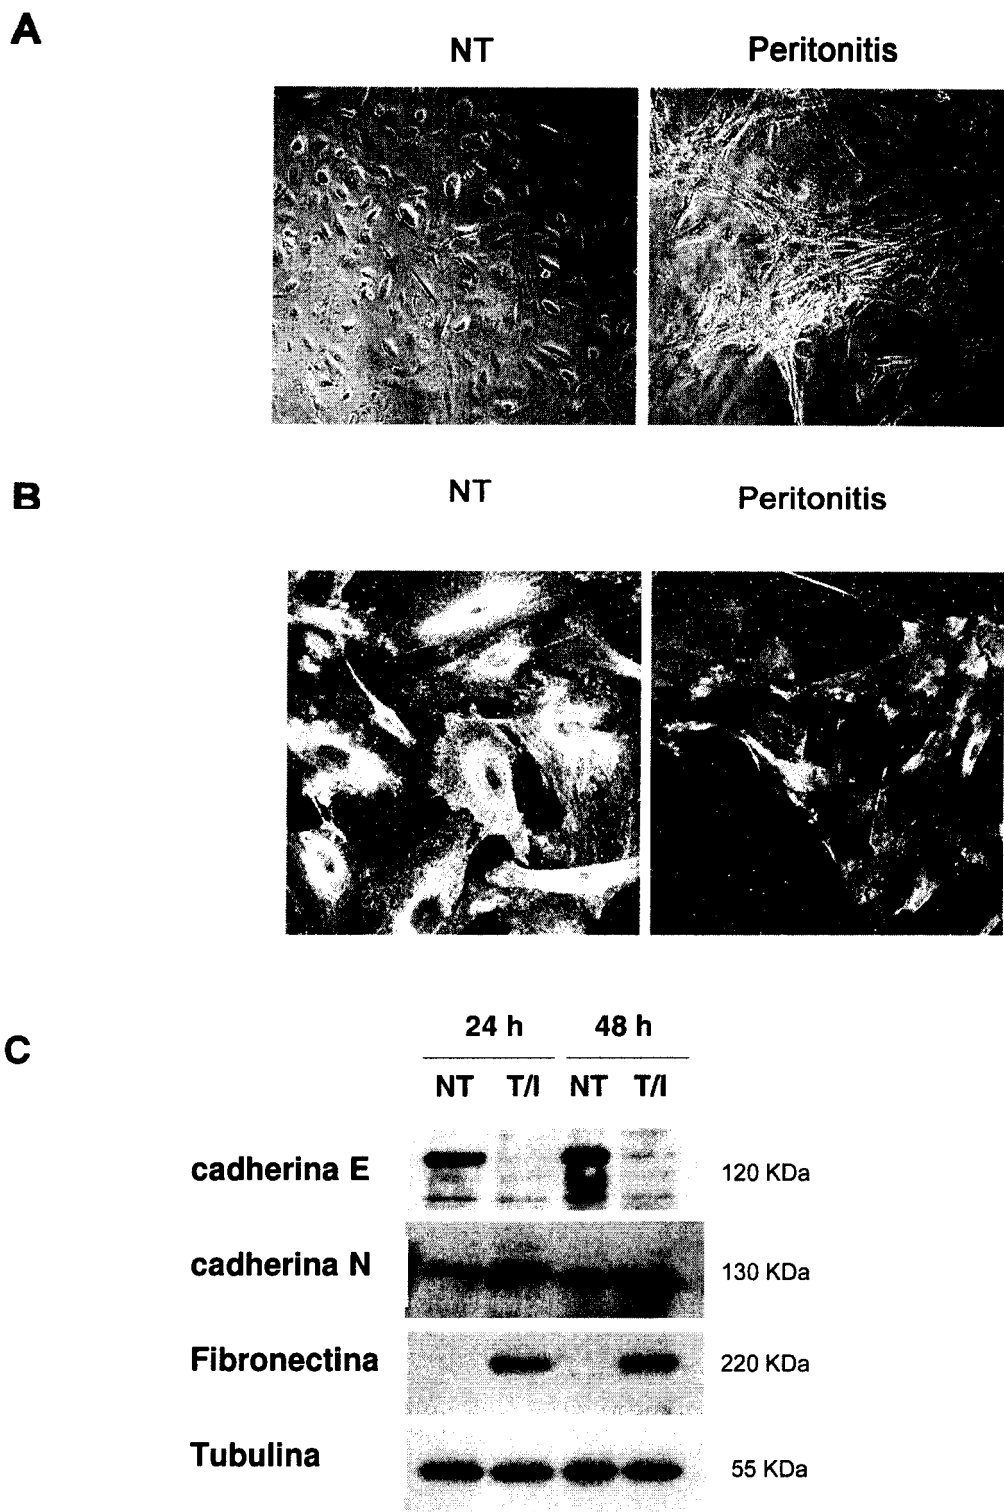 A
NT Peritonitis
B
NT Peritonitis
C
24 h 48 h
NT T/I NT T/I
cadherina E 120 KDa
cadherina N 130 KDa
Fibronectina 220 KDa
Tubulina 55 KDa